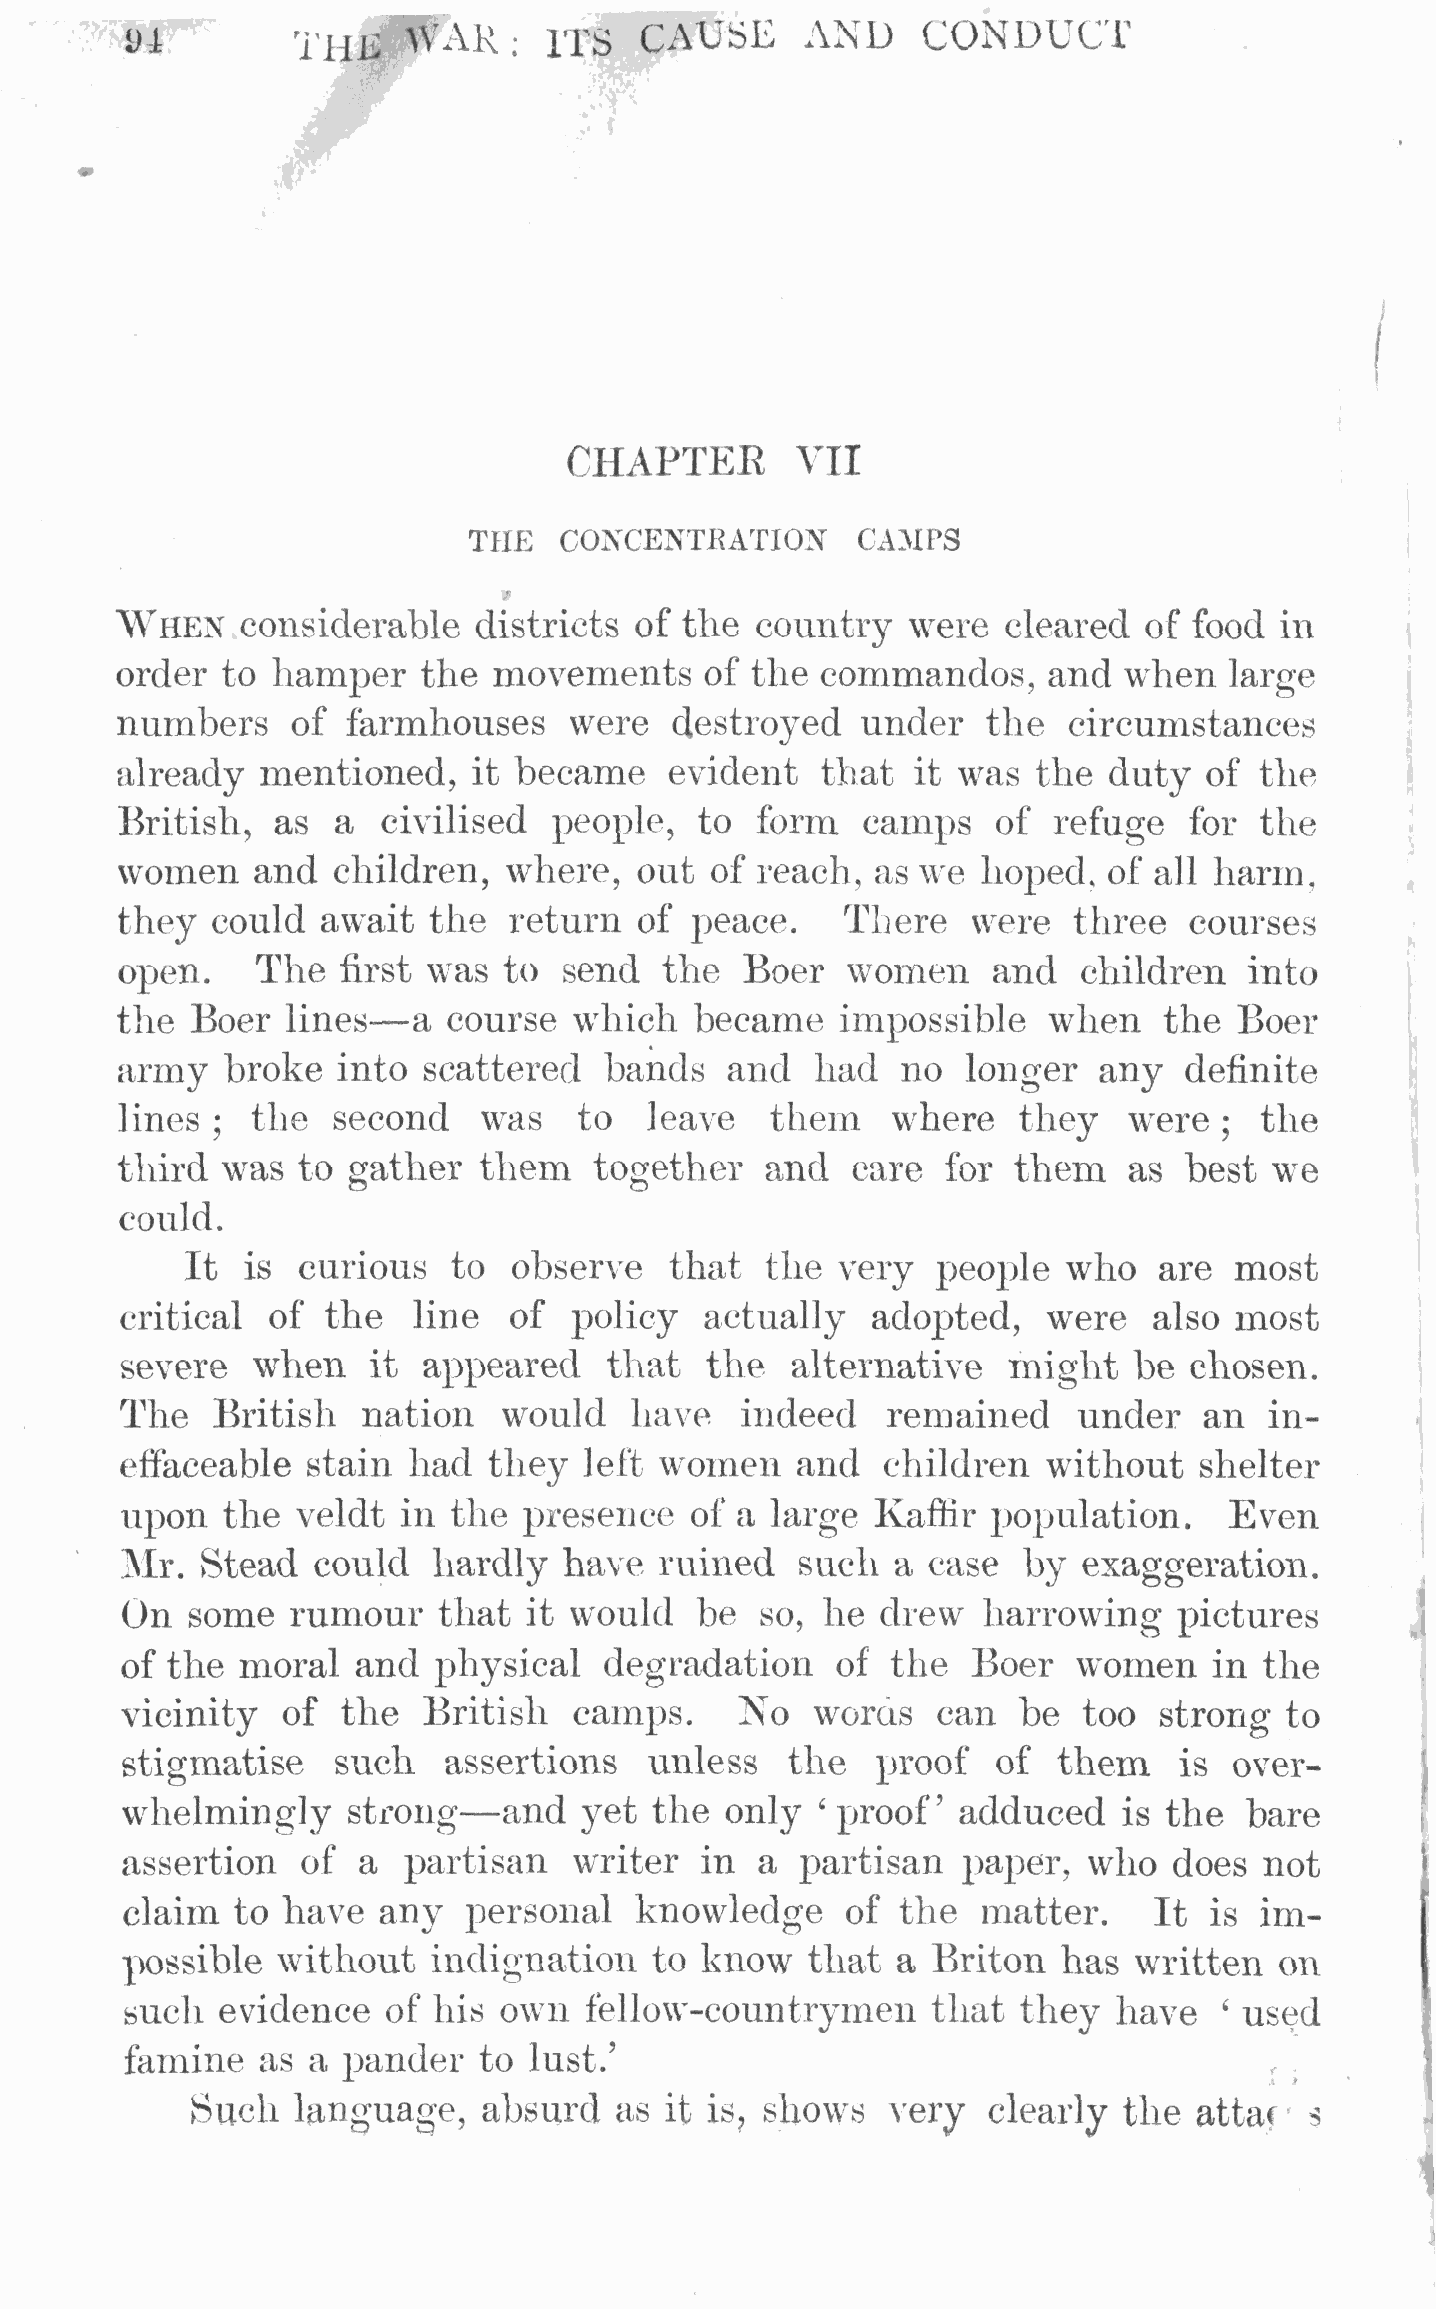 94 THE WAR: ITS CAUSE AND CONDUCT
CHAPTER VII
THE CONCENTRATION CAMPS
WHEN considerable districts of the country were cleared of food in
order to hamper the movements of the commandos, and when large
numbers of farmhouses were destroyed under the circumstances
already mentioned, it became evident that it was the duty of the
British, as a civilised people, to form camps of refuge for the
women and children, where, out of reach, as we hoped, of all harm,
they could await the return of peace. There were three courses
open. The first was to send the Boer women and children into
the Boer lines—a course which became impossible when the Boer
army broke into scattered bands and had no longer any definite
lines ; the second was to leave them where they were ; the
third was to gather them together and care for them as best we
could.
It is curious to observe that the very people who are most
critical of the line of policy actually adopted, were also most
severe when it appeared that the alternative might be chosen.
The British nation would have indeed remained under an in-
effaceable stain had they left women and children without shelter
upon the veldt in the presence of a large Kaffir population. Even
Mr. Stead could hardly have ruined such a case by exaggeration.
On some rumour that it would be so, he drew harrowing pictures
of the moral and physical degradation of the Boer women in the
vicinity of the British camps. No words can be too strong to
stigmatise such assertions unless the proof of them is over-
whelmingly strong—and yet the only ‘ proof’ adduced is the bare
assertion of a partisan writer in a partisan paper, who does not
claim to have any personal knowledge of the matter. It is im-
possible without indignation to know that a Briton has written on
such evidence of his own fellow-countrymen that they have ‘ used
famine as a pander to lust.’
Such language, absurd as it is, shows very clearly the